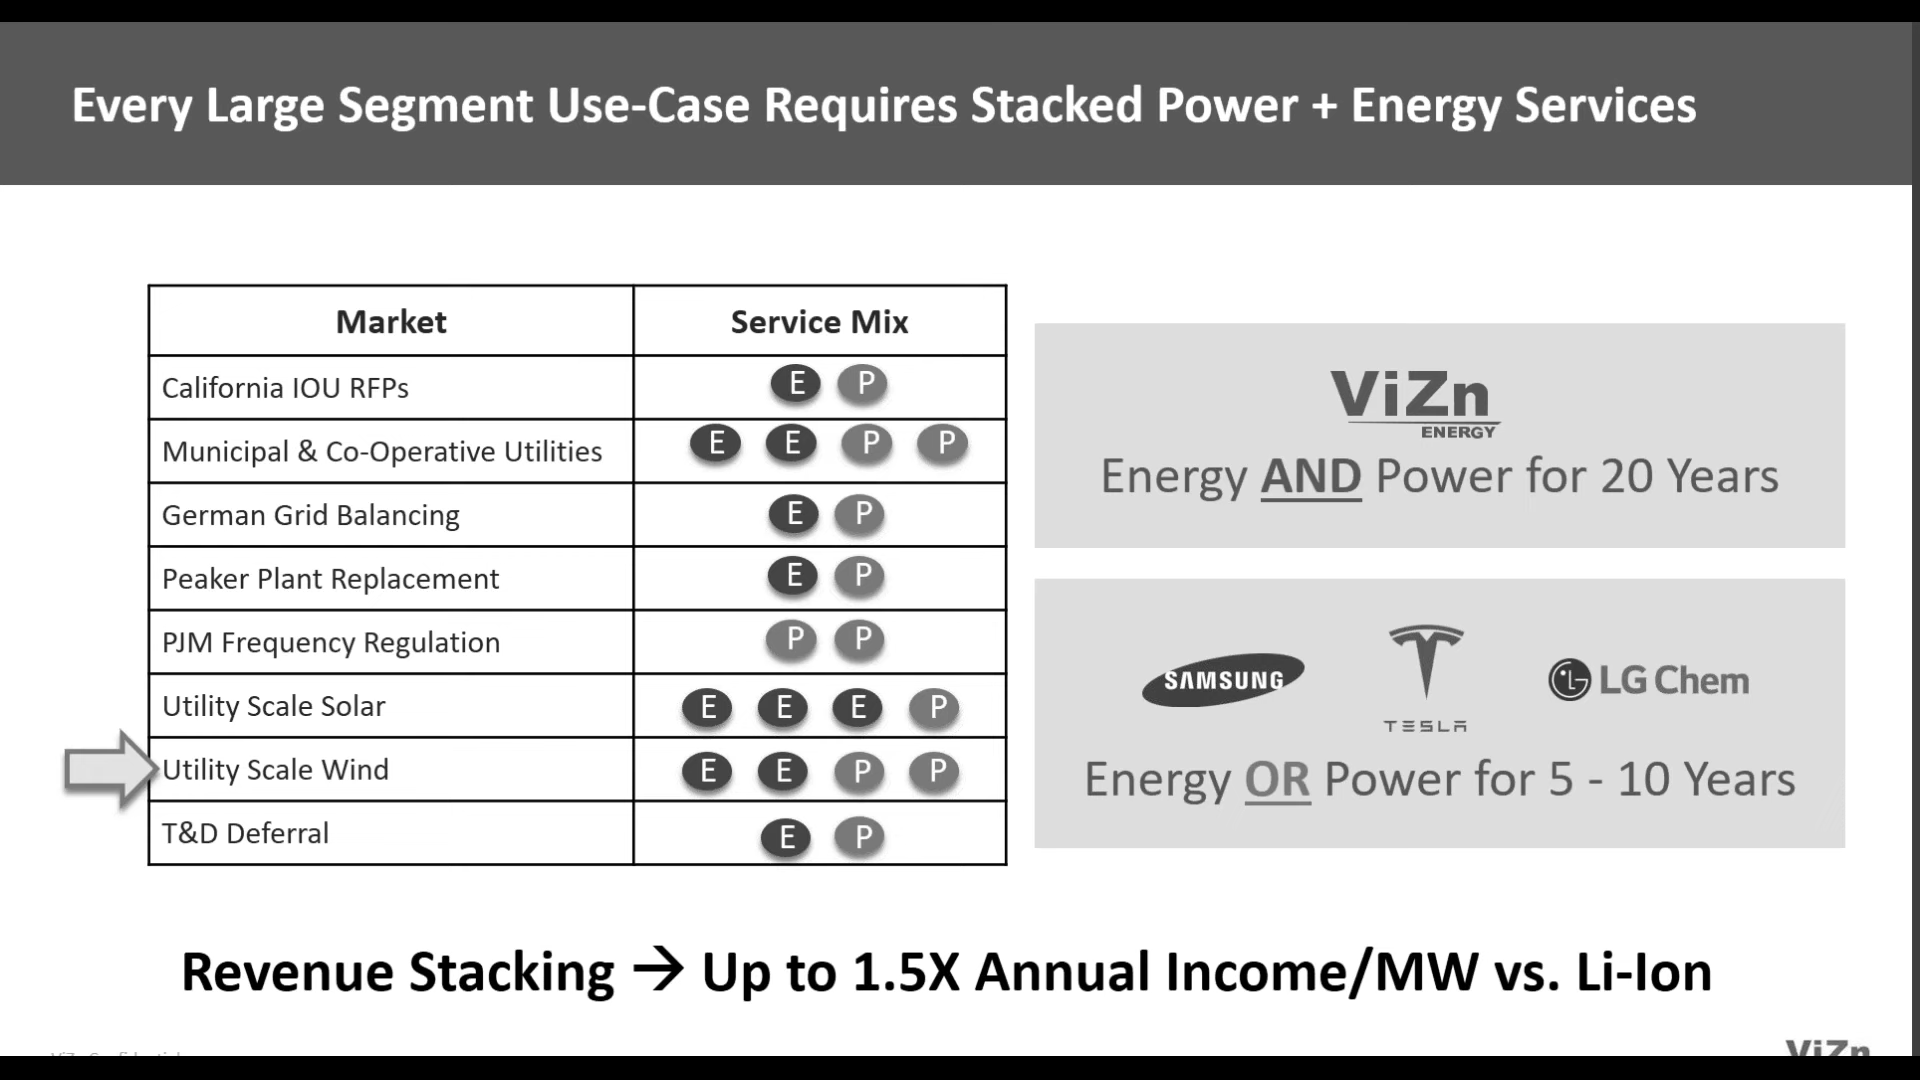 Every Large Segment Use-Case Requires Stacked Power + Energy Services
Market Service Mix
California IOU RFPs E P
Municipal & Co-Operative Utilities E E P P
German Grid Balancing E P
Peaker Plant Replacement E P
PJM Frequency Regulation P P
Utility Scale Solar E E E P
Utility Scale Wind E E P P
T&D Deferral E P
ViZn
ENERGY
Energy AND Power for 20 Years
SAMSUNG
TESLA
LG Chem
Energy OR Power for 5 - 10 Years
Revenue Stacking → Up to 1.5X Annual Income/MW vs. Li-Ion
ViZn